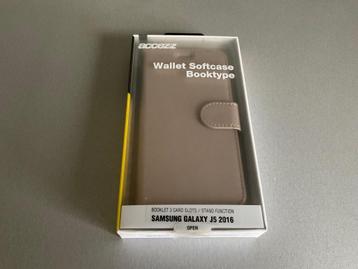 accezz
Wallet Softcase
Booktype
BOOKLET 3 CARD SLOTS / STAND FUNCTION
SAMSUNG GALAXY J5 2016
OPEN